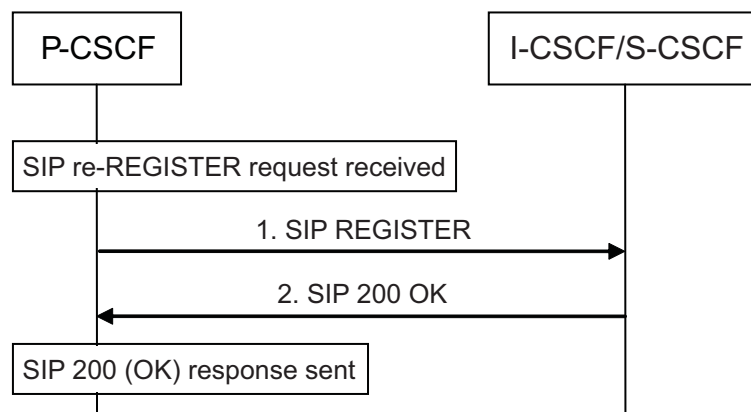 P-CSCF
I-CSCF/S-CSCF
SIP re-REGISTER request received
1. SIP REGISTER
2. SIP 200 OK
SIP 200 (OK) response sent